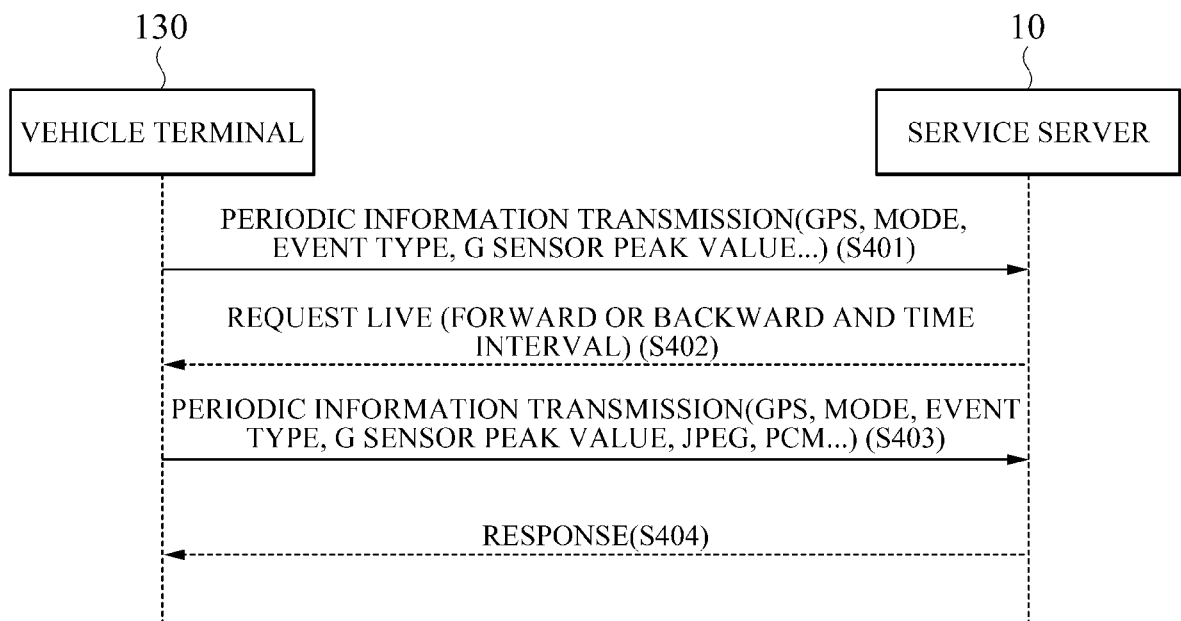 130
10
VEHICLE TERMINAL
SERVICE SERVER
PERIODIC INFORMATION TRANSMISSION(GPS, MODE,
EVENT TYPE, G SENSOR PEAK VALUE...) (S401)
REQUEST LIVE (FORWARD OR BACKWARD AND TIME
INTERVAL) (S402)
PERIODIC INFORMATION TRANSMISSION(GPS, MODE, EVENT
TYPE, G SENSOR PEAK VALUE, JPEG, PCM...) (S403)
RESPONSE(S404)